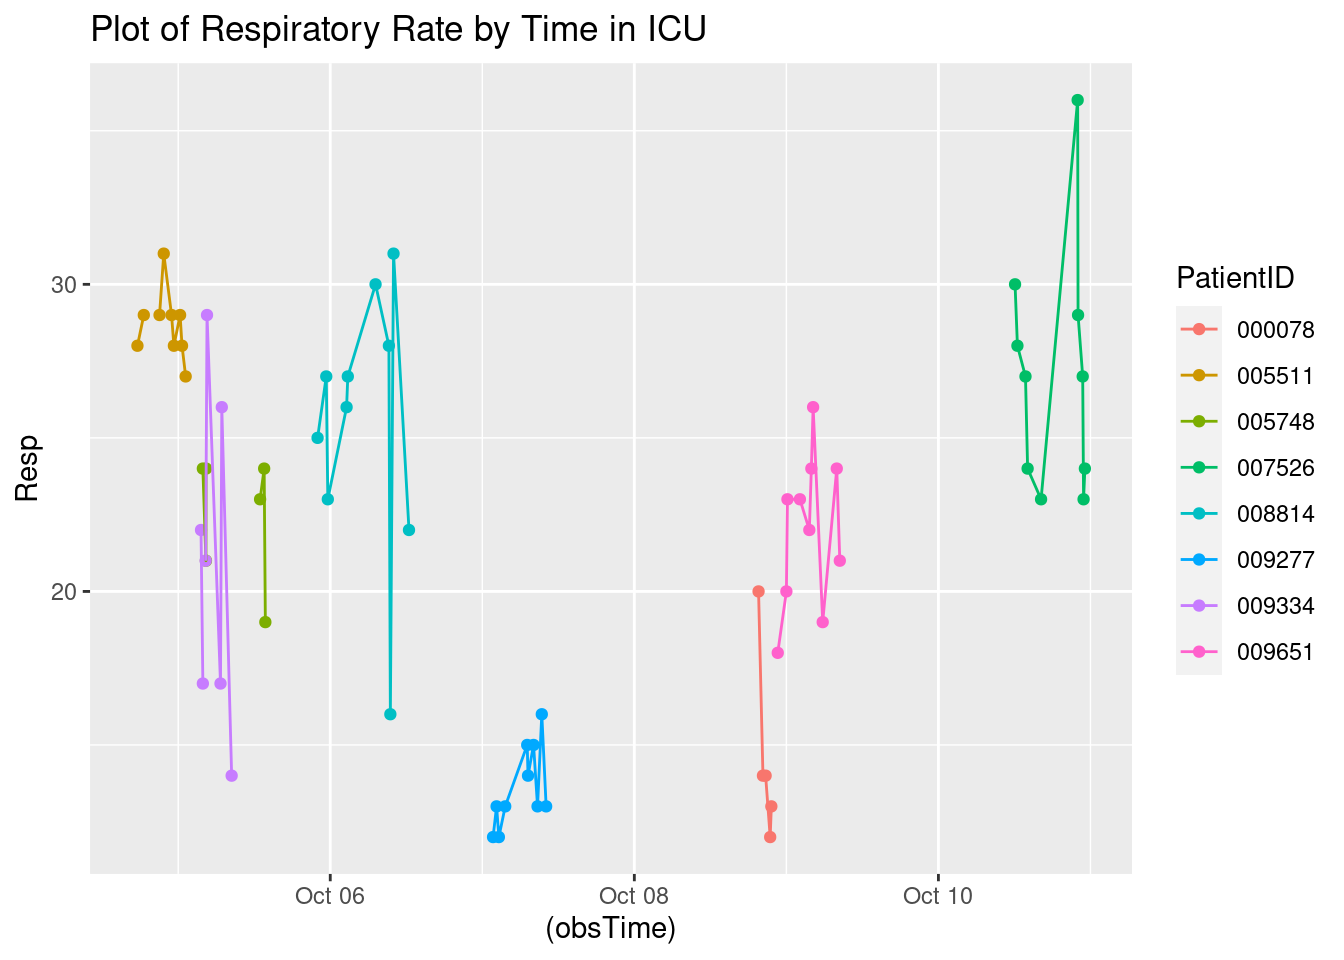 Plot of Respiratory Rate by Time in ICU
30
20
Resp
Oct 06
Oct 08
Oct 10
(obsTime)
PatientID
000078
005511
005748
007526
008814
009277
009334
009651